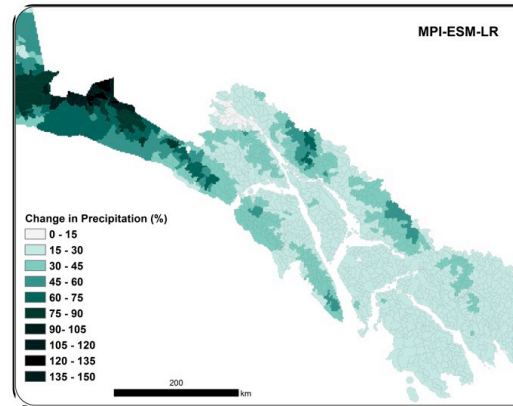 MPI-ESM-LR
Change in Precipitation (%)
0 - 15
15 - 30
30 - 45
45 - 60
60 - 75
75 - 90
90- 105
105 - 120
120 - 135
135 - 150
200
km